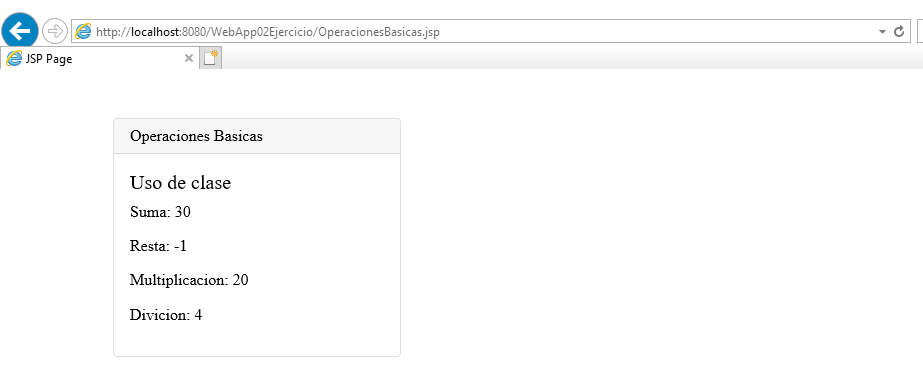 http://localhost:8080/WebApp02Ejercicio/OperacionesBasicas.jsp
JSP Page
Operaciones Basicas
Uso de clase
Suma: 30
Resta: -1
Multiplicacion: 20
Divicion: 4